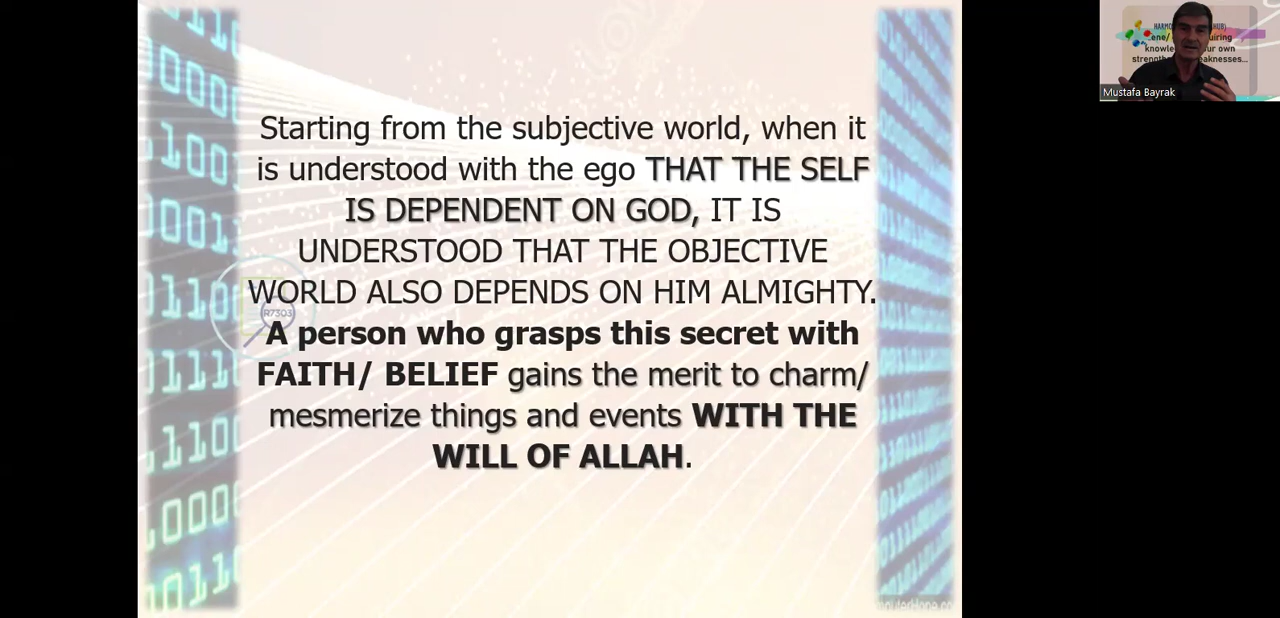 Starting from the subjective world, when it
is understood with the ego THAT THE SELF
IS DEPENDENT ON GOD, IT IS
UNDERSTOOD THAT THE OBJECTIVE
WORLD ALSO DEPENDS ON HIM ALMIGHTY.
A person who grasps this secret with
FAITH/ BELIEF gains the merit to charm/
mesmerize things and events WITH THE
WILL OF ALLAH.
R7303
Mustafa Bayrak